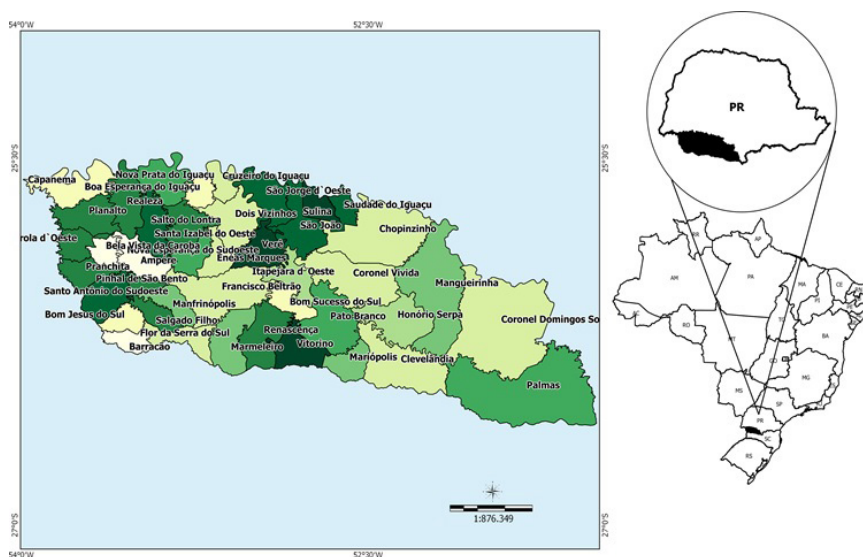 54°0'W
52°30'W
25°30'S
25°30'S
Capanema
Nova Prata do Iguaçu
Cruzeiro do Iguaçu
Boa Esperança do Iguaçu
São Jorge d`Oeste
Realeza
Saudade do Iguaçu
Planalto
Dois Vizinhos
Sulina
Salto do Lontra
São João
Chopinzinho
rola d`Oeste
Santa Izabel do Oeste
Bela Vista da Caroba
Nova Esperança do Sudoeste
Verê
Ampere
Enéas Marques
Pranchita
Itapejara d`Oeste
Coronel Vivida
Pinhal de São Bento
Mangueirinha
Santo Antônio do Sudoeste
Francisco Beltrão
Manfrinópolis
Bom Sucesso do Sul
Bom Jesus do Sul
Salgado Filho
Pato Branco
Honório Serpa
Coronel Domingos So
Flor da Serra do Sul
Renascença
Barracão
Marmeleiro
Vitorino
Mariópolis
Clevelândia
Palmas
27°0'S
27°0'S
1:876.349
54°0'W
52°30'W
PR
RR
AP
AM
PA
MA
CE
PI
AC
RO
TO
MT
BA
GO
MG
MS
SP
PR
SC
RS